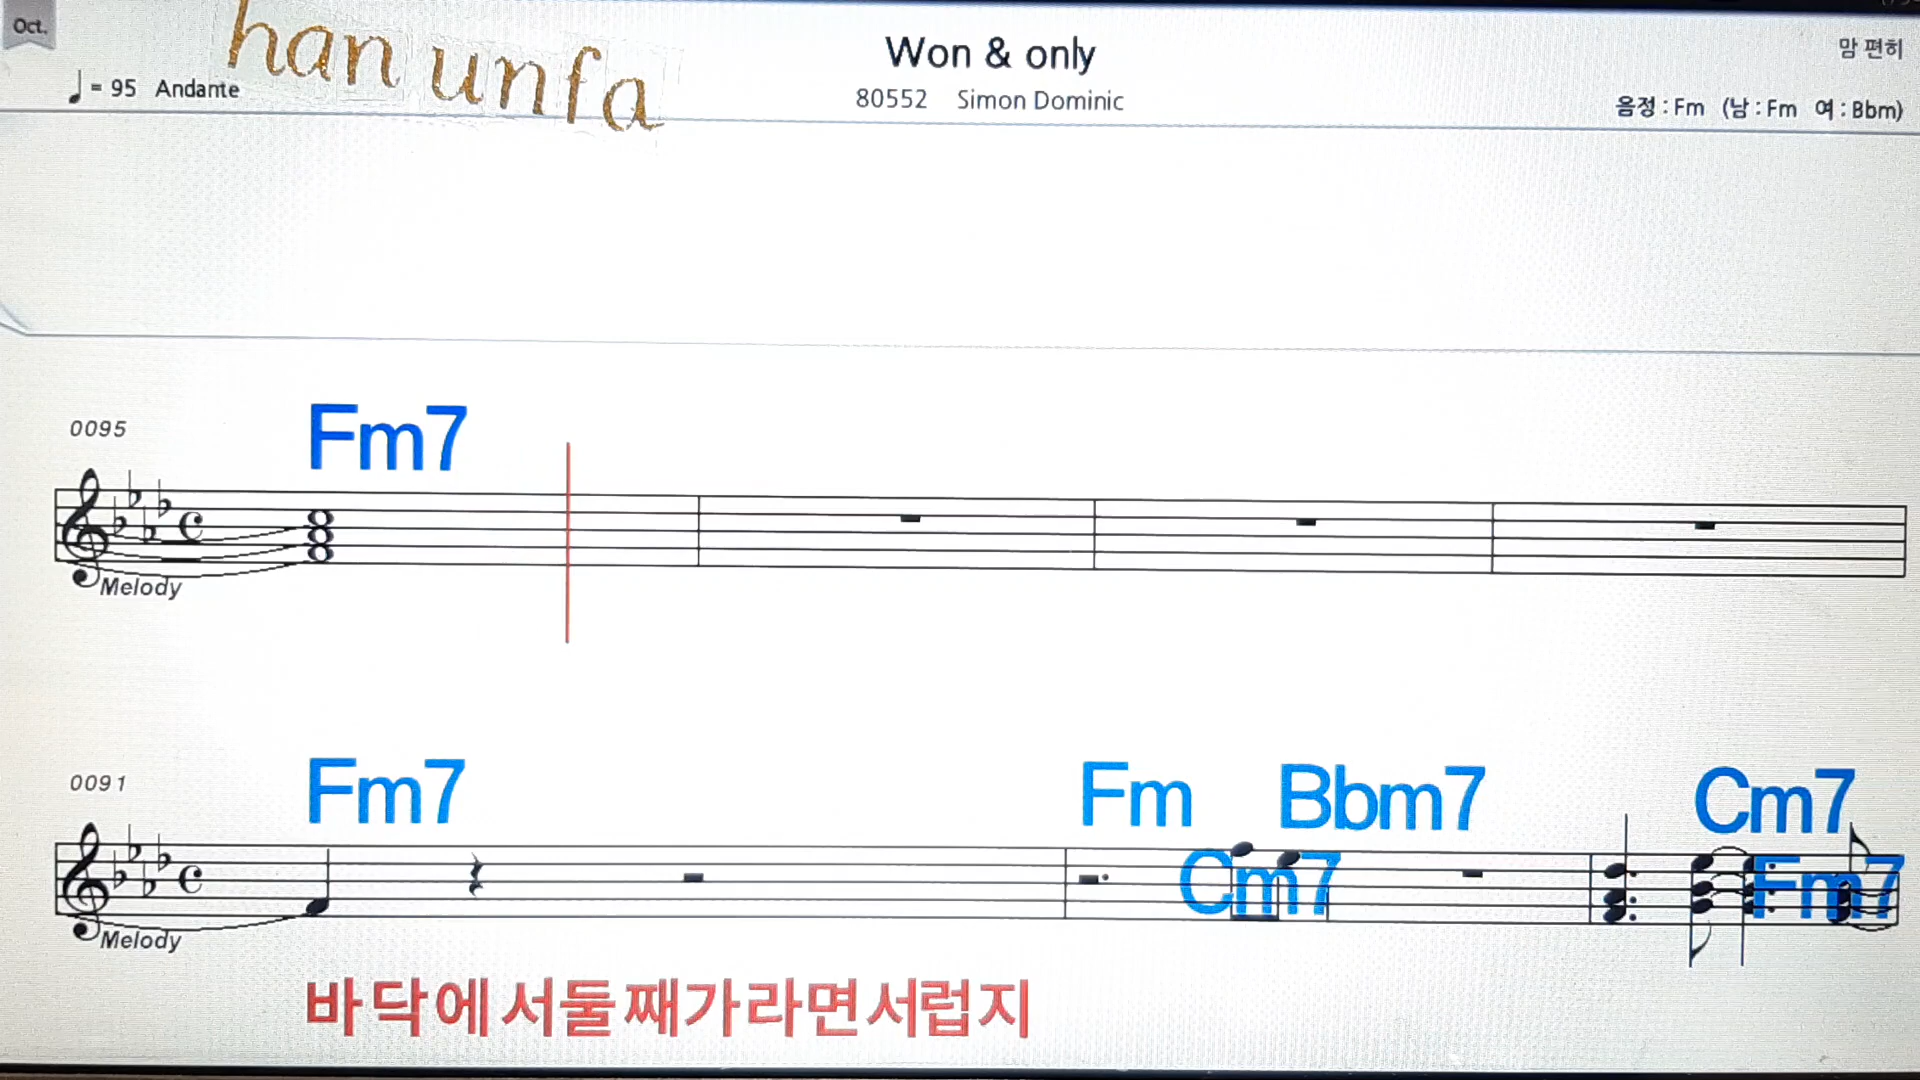 Oct.
han unfa
Won & only
맘 편히
♩ = 95 Andante
80552 Simon Dominic
음정 : Fm (남 : Fm 여 : Bbm)
0095
Fm7
Melody
0091
Fm7 Fm Bbm7 Cm7
Cm7 Fm7
Melody
바닥에서둘째가라면서럽지